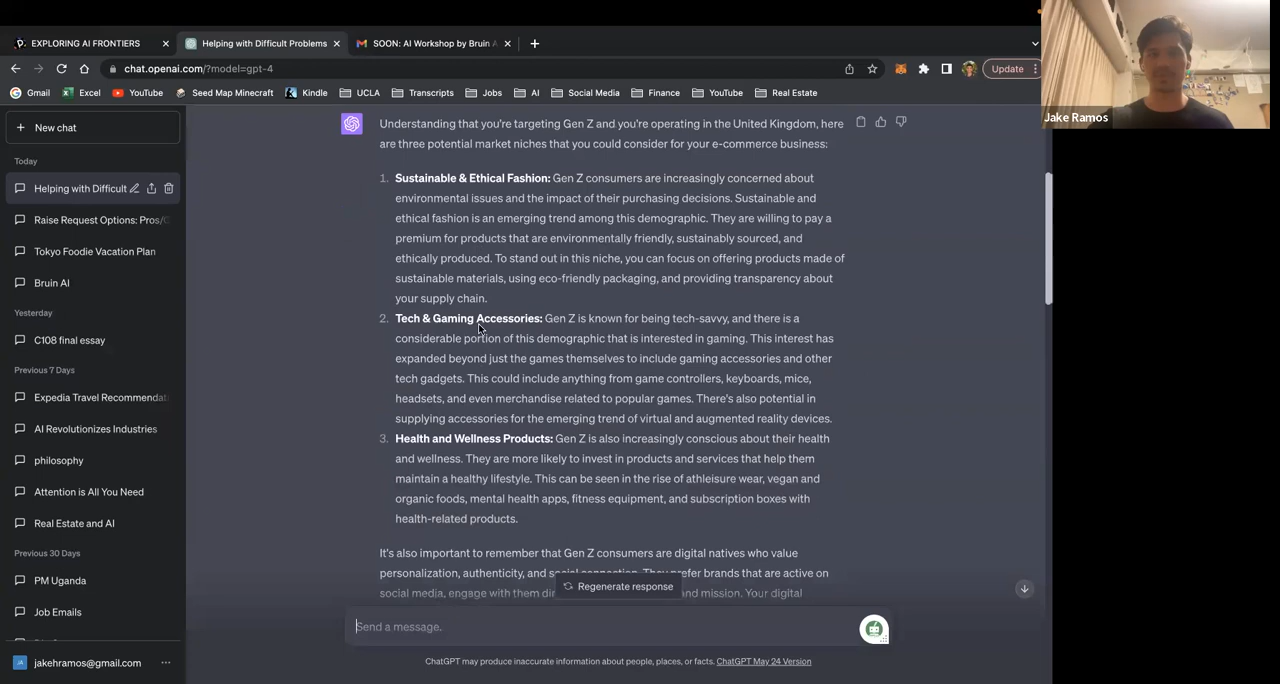 EXPLORING AI FRONTIERS
Helping with Difficult Problems
SOON: AI Workshop by Bruin A
chat.openai.com/?model=gpt-4
Update
Gmail
Excel
YouTube
Seed Map Minecraft
Kindle
UCLA
Transcripts
Jobs
AI
Social Media
Finance
YouTube
Real Estate
Jake Ramos
New chat
Today
Helping with Difficult
Raise Request Options: Pros/C
Tokyo Foodie Vacation Plan
Bruin AI
Yesterday
C108 final essay
Previous 7 Days
Expedia Travel Recommendat
AI Revolutionizes Industries
philosophy
Attention is All You Need
Real Estate and AI
Previous 30 Days
PM Uganda
Job Emails
JA jakehramos@gmail.com
Understanding that you're targeting Gen Z and you're operating in the United Kingdom, here
are three potential market niches that you could consider for your e-commerce business:
1. Sustainable & Ethical Fashion: Gen Z consumers are increasingly concerned about
environmental issues and the impact of their purchasing decisions. Sustainable and
ethical fashion is an emerging trend among this demographic. They are willing to pay a
premium for products that are environmentally friendly, sustainably sourced, and
ethically produced. To stand out in this niche, you can focus on offering products made of
sustainable materials, using eco-friendly packaging, and providing transparency about
your supply chain.
2. Tech & Gaming Accessories: Gen Z is known for being tech-savvy, and there is a
considerable portion of this demographic that is interested in gaming. This interest has
expanded beyond just the games themselves to include gaming accessories and other
tech gadgets. This could include anything from game controllers, keyboards, mice,
headsets, and even merchandise related to popular games. There's also potential in
supplying accessories for the emerging trend of virtual and augmented reality devices.
3. Health and Wellness Products: Gen Z is also increasingly conscious about their health
and wellness. They are more likely to invest in products and services that help them
maintain a healthy lifestyle. This can be seen in the rise of athleisure wear, vegan and
organic foods, mental health apps, fitness equipment, and subscription boxes with
health-related products.
It's also important to remember that Gen Z consumers are digital natives who value
personalization, authenticity, and social connection. They prefer brands that are active on
social media, engage with them and mission. Your digital
Regenerate response
Send a message.
ChatGPT may produce inaccurate information about people, places, or facts. ChatGPT May 24 Version